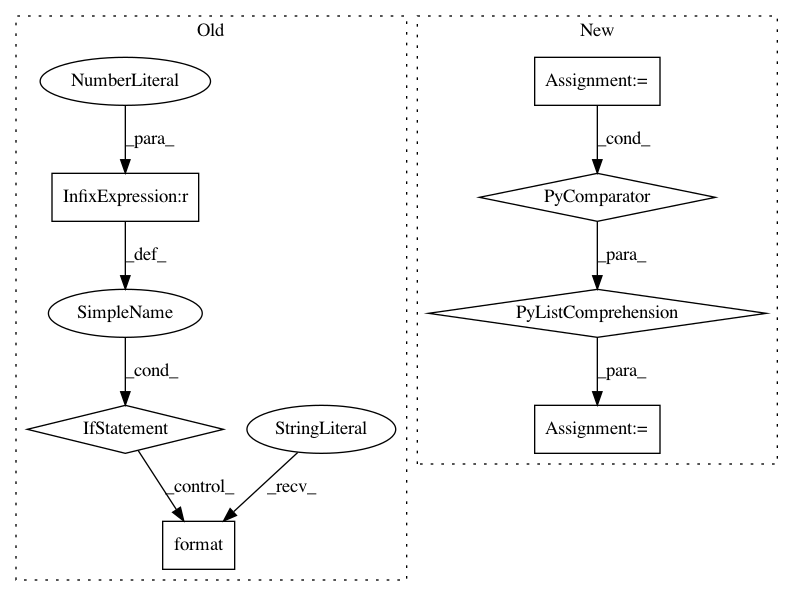 Old
NumberLiteral
_para_
InfixExpression:r
_def_
SimpleName
_cond_
IfStatement
StringLiteral
_control_
_recv_
format
New
Assignment:=
_cond_
PyComparator
_para_
PyListComprehension
_para_
Assignment:=